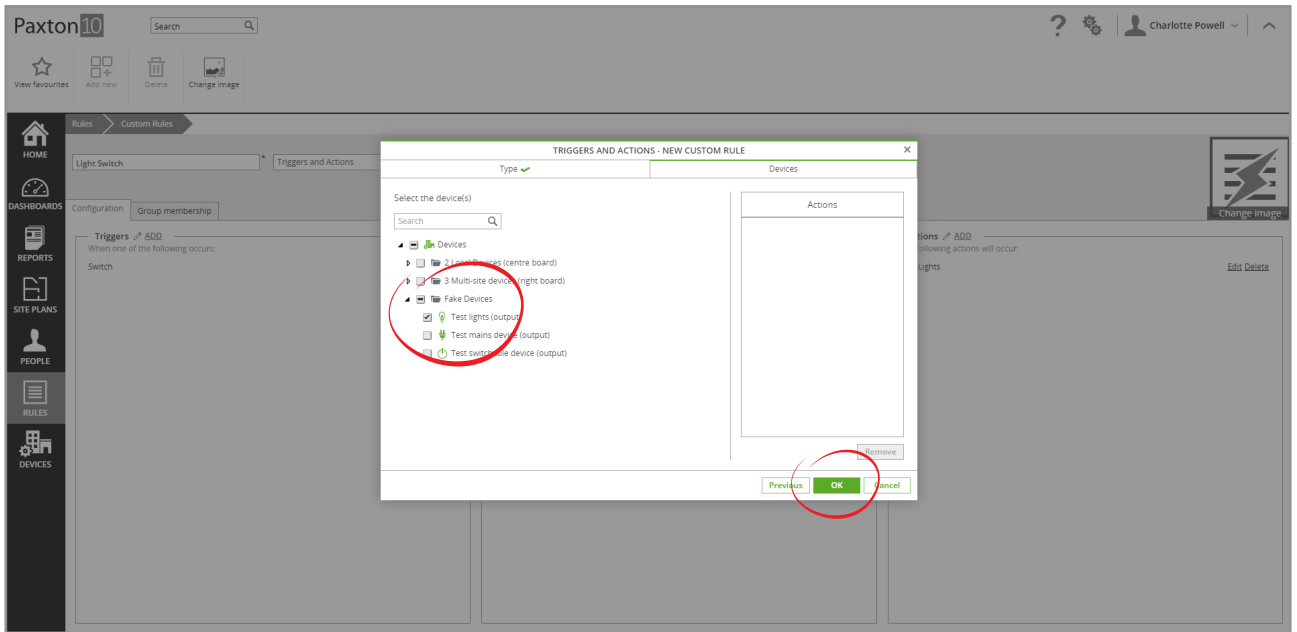 Paxton10
Search
Charlotte Powell
View favourites
Add new
Delete
Change image
HOME
DASHBOARDS
REPORTS
SITE PLANS
PEOPLE
RULES
DEVICES
Rules
Custom Rules
Light Switch
*
Triggers and Actions
Configuration
Group membership
Triggers ADD
When one of the following occurs:
Switch
TRIGGERS AND ACTIONS - NEW CUSTOM RULE
Type
Devices
Select the device(s)
Search
Devices
2 Local Devices (centre board)
3 Multi-site devices (right board)
Fake Devices
Test lights (output)
Test mains device (output)
Test switchable device (output)
Actions
Remove
Previous
OK
Cancel
Change image
tions ADD
following actions will occur:
Lights
Edit Delete